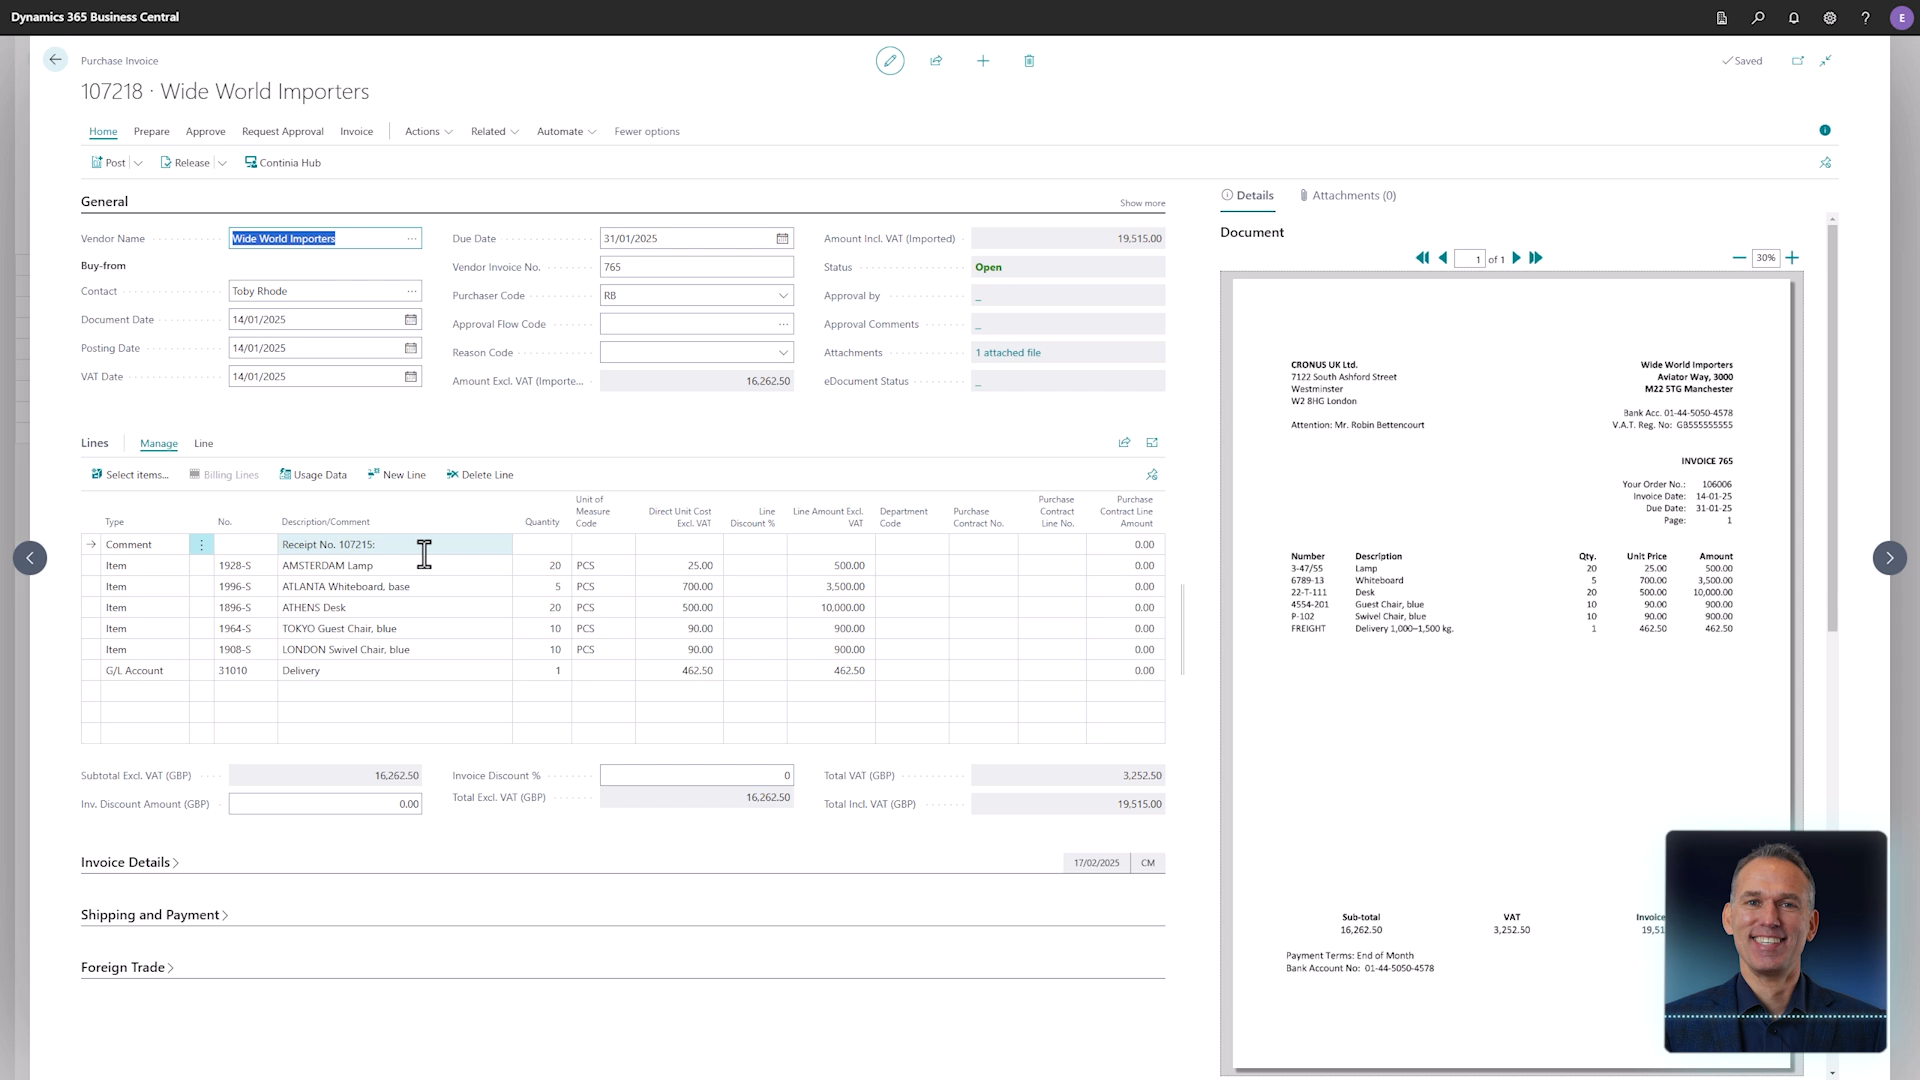 Dynamics 365 Business Central
E
Purchase Invoice
Saved
107218 · Wide World Importers
Home Prepare Approve Request Approval Invoice Actions Related Automate Fewer options
Post Release Continia Hub
General
Show more
Vendor Name Wide World Importers
Buy-from
Contact Toby Rhode
Document Date 14/01/2025
Posting Date 14/01/2025
VAT Date 14/01/2025
Due Date 31/01/2025
Vendor Invoice No. 765
Purchaser Code RB
Approval Flow Code
Reason Code
Amount Excl. VAT (Importe... 16,262.50
Amount Incl. VAT (Imported) 19,515.00
Status Open
Approval by _
Approval Comments _
Attachments 1 attached file
eDocument Status _
Lines Manage Line
Select items... Billing Lines Usage Data New Line Delete Line
Type No. Description/Comment Quantity Unit of Measure Code Direct Unit Cost Excl. VAT Line Discount % Line Amount Excl. VAT Department Code Purchase Contract No. Purchase Contract Line No. Purchase Contract Line Amount
Comment Receipt No. 107215: 0.00
Item 1928-S AMSTERDAM Lamp 20 PCS 25.00 500.00 0.00
Item 1996-S ATLANTA Whiteboard, base 5 PCS 700.00 3,500.00 0.00
Item 1896-S ATHENS Desk 20 PCS 500.00 10,000.00 0.00
Item 1964-S TOKYO Guest Chair, blue 10 PCS 90.00 900.00 0.00
Item 1908-S LONDON Swivel Chair, blue 10 PCS 90.00 900.00 0.00
G/L Account 31010 Delivery 1 462.50 462.50 0.00
Subtotal Excl. VAT (GBP) 16,262.50
Inv. Discount Amount (GBP) 0.00
Invoice Discount % 0
Total Excl. VAT (GBP) 16,262.50
Total VAT (GBP) 3,252.50
Total Incl. VAT (GBP) 19,515.00
Invoice Details 17/02/2025 CM
Shipping and Payment
Foreign Trade
Details Attachments (0)
Document
1 of 1 30%
CRONUS UK Ltd.
7122 South Ashford Street
Westminster
W2 8HG London
Attention: Mr. Robin Bettencourt
Wide World Importers
Aviator Way, 3000
M22 5TG Manchester
Bank Acc. 01-44-5050-4578
V.A.T. Reg. No: GB555555555
INVOICE 765
Your Order No.: 106006
Invoice Date: 14-01-25
Due Date: 31-01-25
Page: 1
Number Description Qty. Unit Price Amount
3-47/55 Lamp 20 25.00 500.00
6789-13 Whiteboard 5 700.00 3,500.00
22-T-111 Desk 20 500.00 10,000.00
4554-201 Guest Chair, blue 10 90.00 900.00
P-102 Swivel Chair, blue 10 90.00 900.00
FREIGHT Delivery 1,000–1,500 kg. 1 462.50 462.50
Sub-total VAT Invoice
16,262.50 3,252.50 19,51
Payment Terms: End of Month
Bank Account No: 01-44-5050-4578